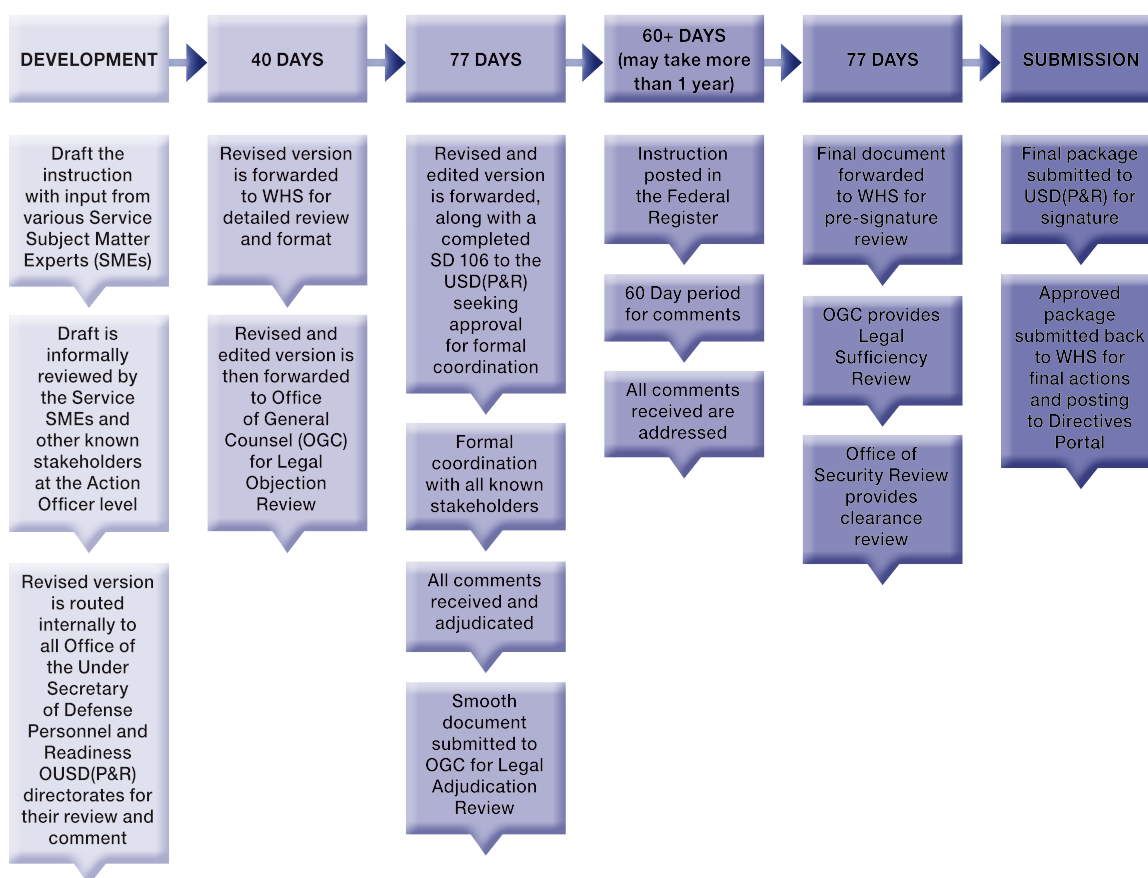 DEVELOPMENT
40 DAYS
77 DAYS
60+ DAYS
(may take more
than 1 year)
77 DAYS
SUBMISSION
Draft the
instruction
with input from
various Service
Subject Matter
Experts (SMEs)
Draft is
informally
reviewed by
the Service
SMEs and
other known
stakeholders
at the Action
Officer level
Revised version
is routed
internally to
all Office of
the Under
Secretary
of Defense
Personnel and
Readiness
OUSD(P&R)
directorates for
their review and
comment
Revised version
is forwarded
to WHS for
detailed review
and format
Revised and
edited version is
then forwarded
to Office
of General
Counsel (OGC)
for Legal
Objection
Review
Revised and
edited version
is forwarded,
along with a
completed
SD 106 to the
USD(P&R)
seeking
approval
for formal
coordination
Formal
coordination
with all known
stakeholders
All comments
received and
adjudicated
Smooth
document
submitted to
OGC for Legal
Adjudication
Review
Instruction
posted in
the Federal
Register
60 Day period
for comments
All comments
received are
addressed
Final document
forwarded
to WHS for
pre-signature
review
OGC provides
Legal
Sufficiency
Review
Office of
Security Review
provides
clearance
review
Final package
submitted to
USD(P&R) for
signature
Approved
package
submitted back
to WHS for
final actions
and posting
to Directives
Portal